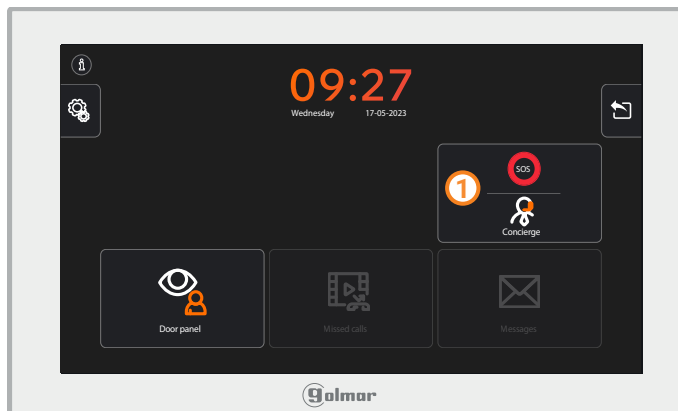 09:27
Wednesday 17-05-2023
SOS
1
Concierge
Door panel
Missed calls
Messages
golmar